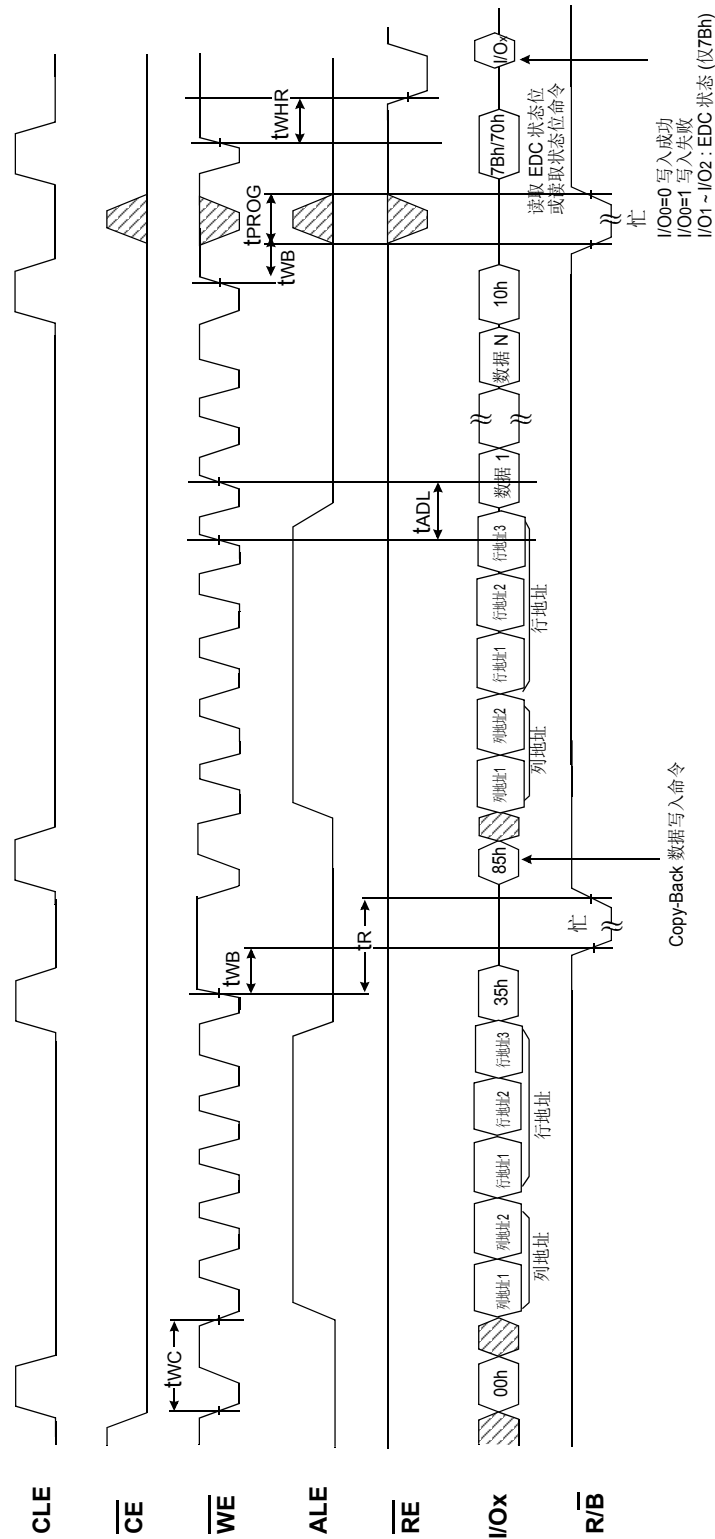 CLE
CE
WE
ALE
RE
I/Ox
R/B
tWC
tWB
tR
tADL
tWB
tPROG
tWHR
00h
列地址1
列地址2
行地址1
行地址2
行地址3
35h
85h
列地址1
列地址2
行地址1
行地址2
行地址3
数据 1
数据 N
10h
7Bh/70h
I/Ox
列地址
行地址
列地址
行地址
读取 EDC 状态位
或读取状态位命令
忙
忙
Copy-Back 数据写入命令
I/O0=0 写入成功
I/O0=1 写入失败
I/O1 ~ I/O2 : EDC 状态 (仅7Bh)